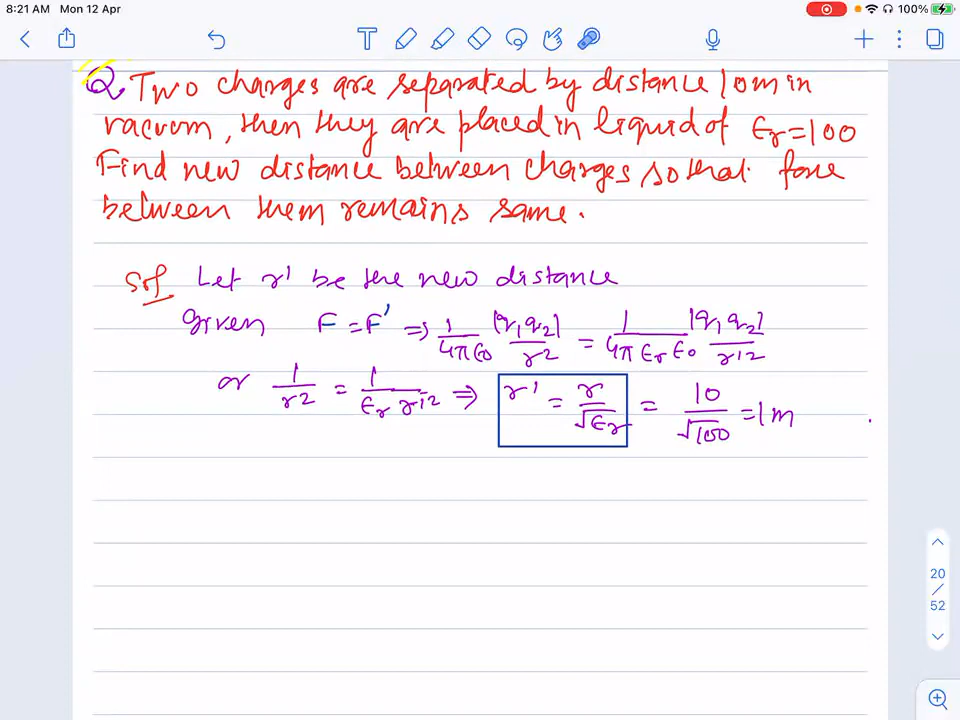 8:21 AM Mon 12 Apr
100%
T
Q. Two charges are separated by distance 10m in
vacuum, then they are placed in liquid of εr=100
Find new distance between charges so that force
between them remains same.
Sol Let r' be the new distance
Given F = F' ⇒ 1/4πε0 |q1q2|/r2 = 1/4πεrε0 |q1q2|/r'2
or 1/r2 = 1/εr r'2 ⇒ r' = r/√εr = 10/√100 = 1m
20
/
52